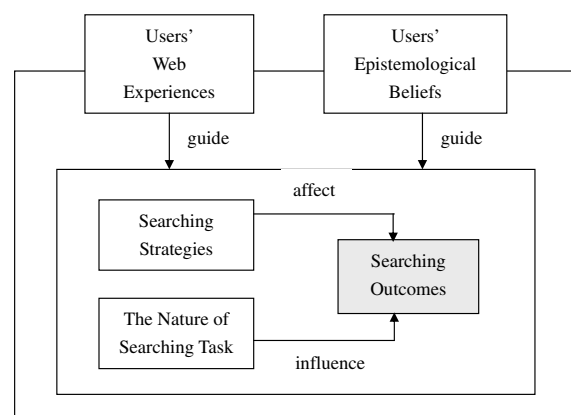 Users’
Web
Experiences
Users’
Epistemological
Beliefs
guide
guide
affect
Searching
Strategies
Searching
Outcomes
The Nature of
Searching Task
influence